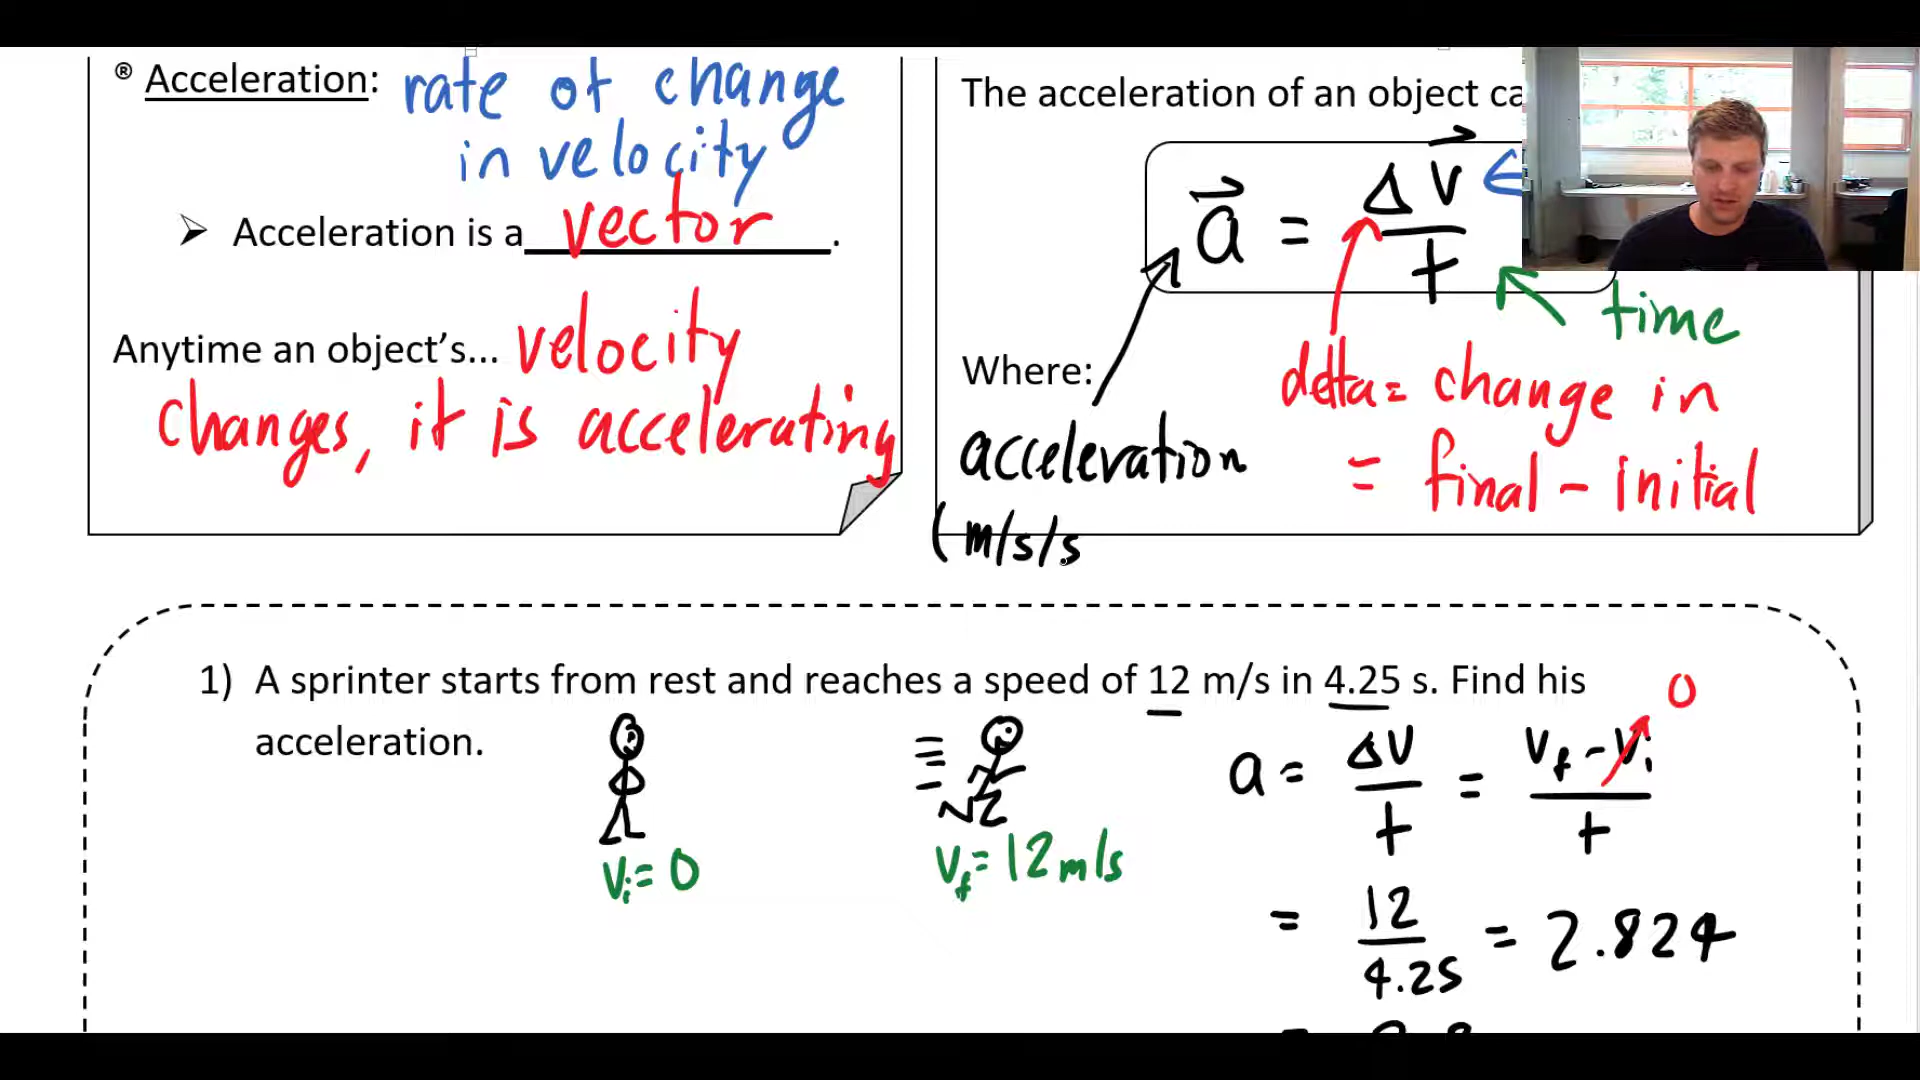 ® Acceleration: rate of change
in velocity
➢ Acceleration is a vector.
Anytime an object's... velocity
changes, it is accelerating
The acceleration of an object ca
a = Δv
t
time
Where:
delta = change in
= final - initial
acceleration
(m/s/s
1) A sprinter starts from rest and reaches a speed of 12 m/s in 4.25 s. Find his
acceleration.
0
a = Δv/t = vf - vi/t
vi = 0
vf = 12 m/s
= 12/4.25 = 2.824